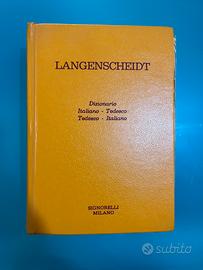 LANGENSCHEIDT
Dizionario
Italiano - Tedesco
Tedesco - Italiano
SIGNORELLI
MILANO
subito